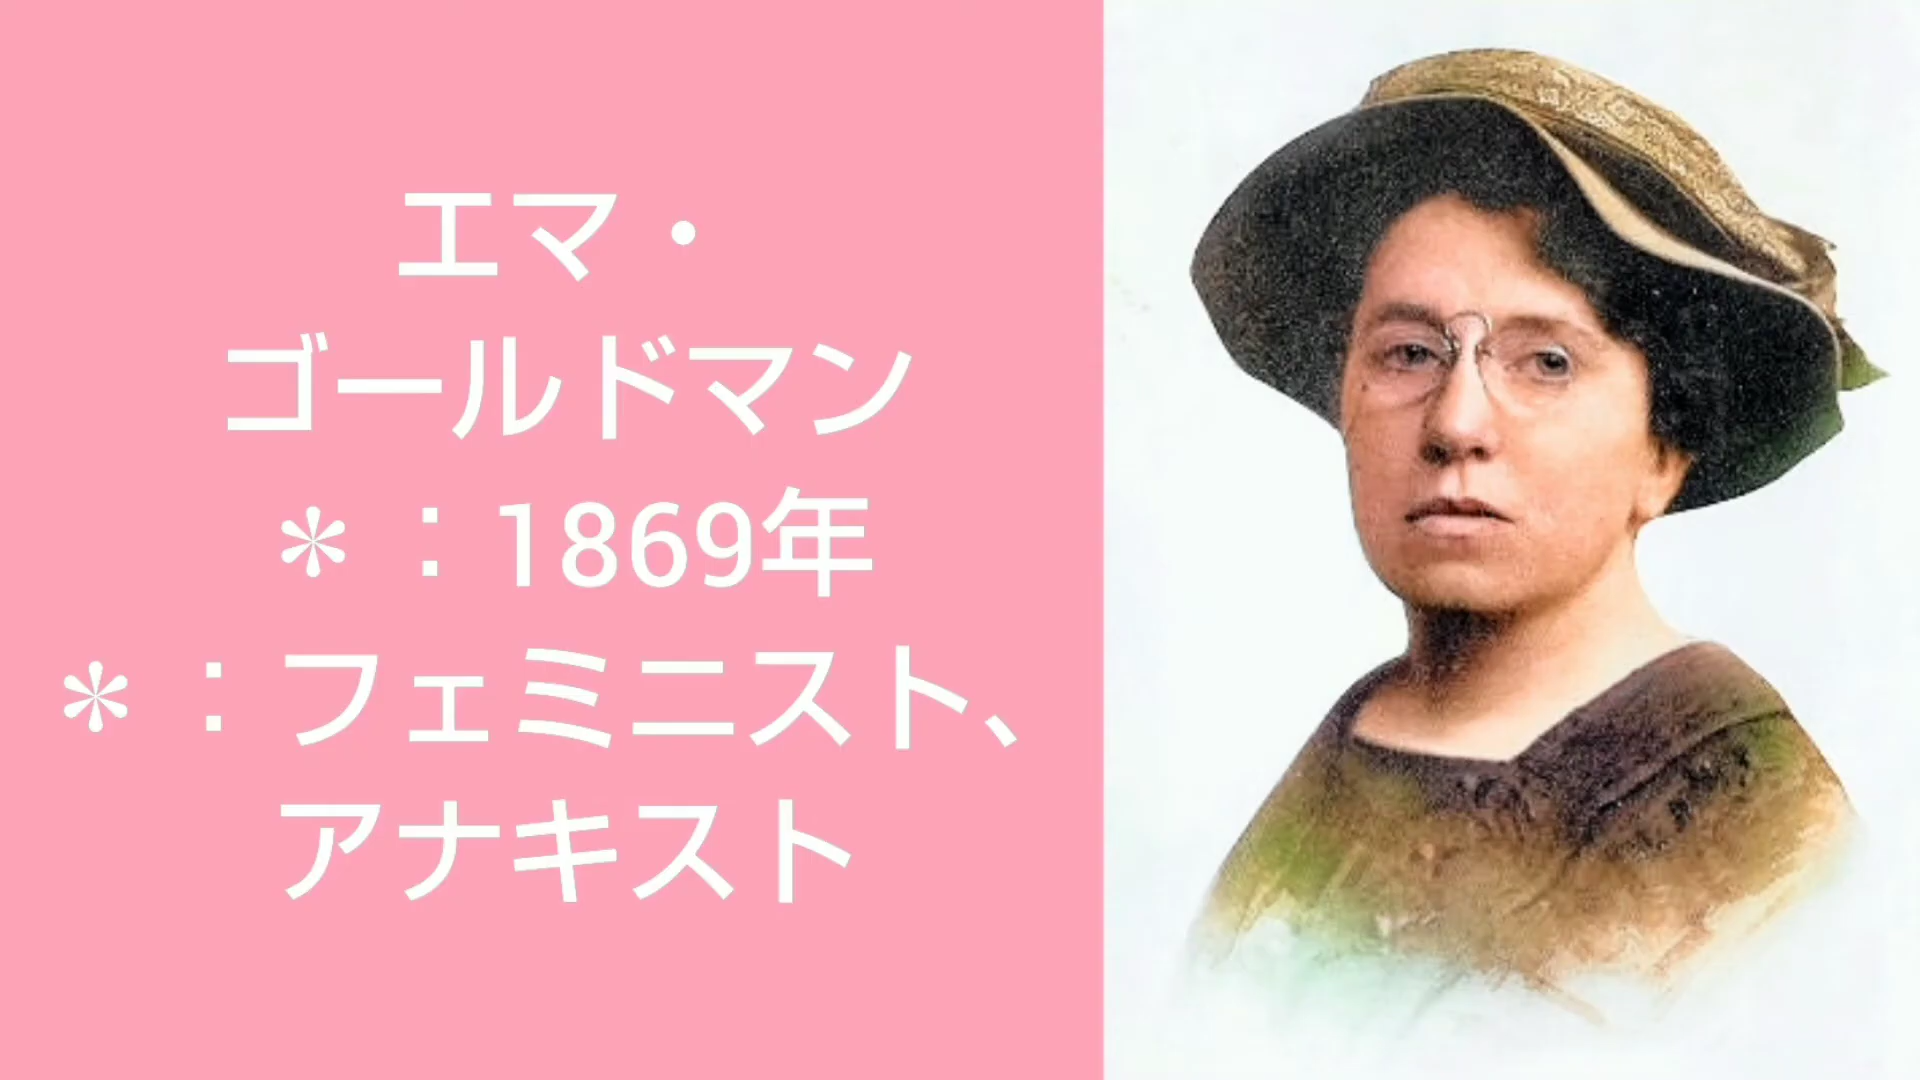 エマ・
ゴールドマン
＊：1869年
＊：フェミニスト、
アナキスト